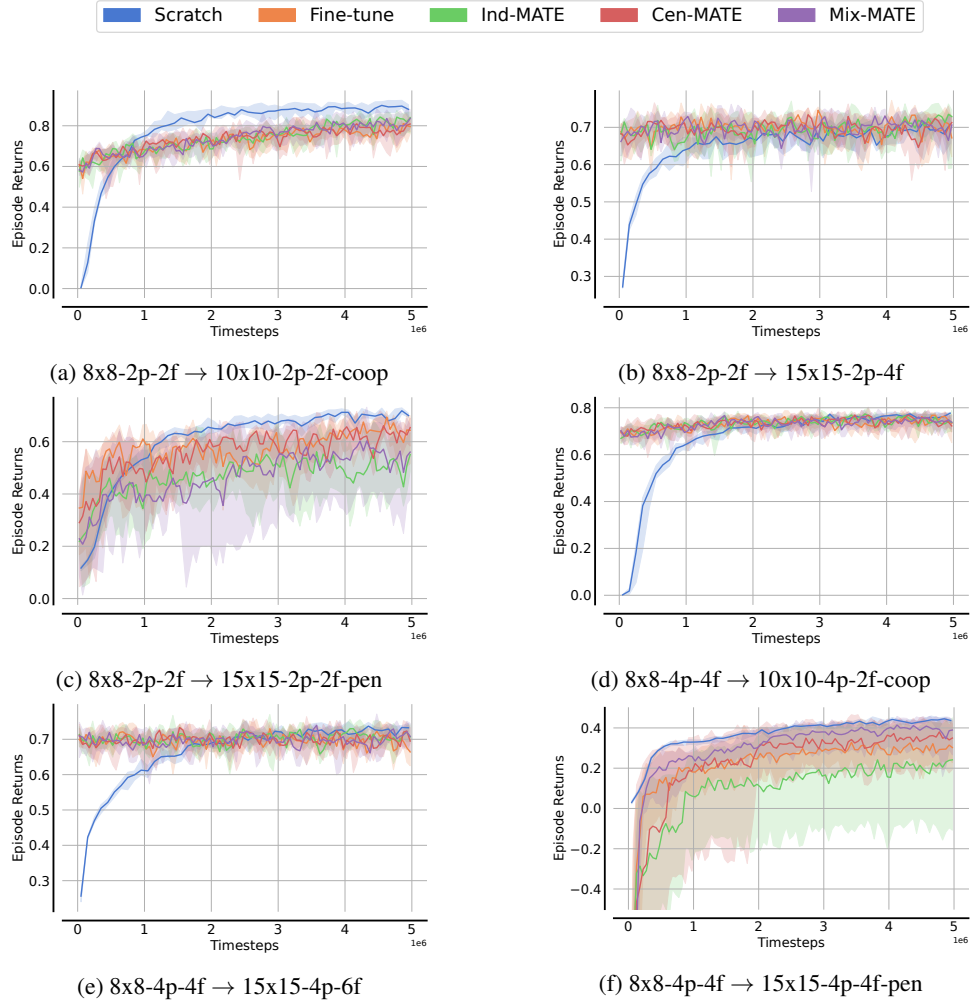 Scratch Fine-tune Ind-MATE Cen-MATE Mix-MATE
Episode Returns
0.8
0.6
0.4
0.2
0.0
0 1 2 3 4 5
Timesteps
1e6
(a) 8x8-2p-2f → 10x10-2p-2f-coop
Episode Returns
0.7
0.6
0.5
0.4
0.3
0 1 2 3 4 5
Timesteps
1e6
(b) 8x8-2p-2f → 15x15-2p-4f
Episode Returns
0.6
0.4
0.2
0.0
0 1 2 3 4 5
Timesteps
1e6
(c) 8x8-2p-2f → 15x15-2p-2f-pen
Episode Returns
0.8
0.6
0.4
0.2
0.0
0 1 2 3 4 5
Timesteps
1e6
(d) 8x8-4p-4f → 10x10-4p-2f-coop
Episode Returns
0.7
0.6
0.5
0.4
0.3
0 1 2 3 4 5
Timesteps
1e6
(e) 8x8-4p-4f → 15x15-4p-6f
Episode Returns
0.4
0.2
0.0
−0.2
−0.4
0 1 2 3 4 5
Timesteps
1e6
(f) 8x8-4p-4f → 15x15-4p-4f-pen